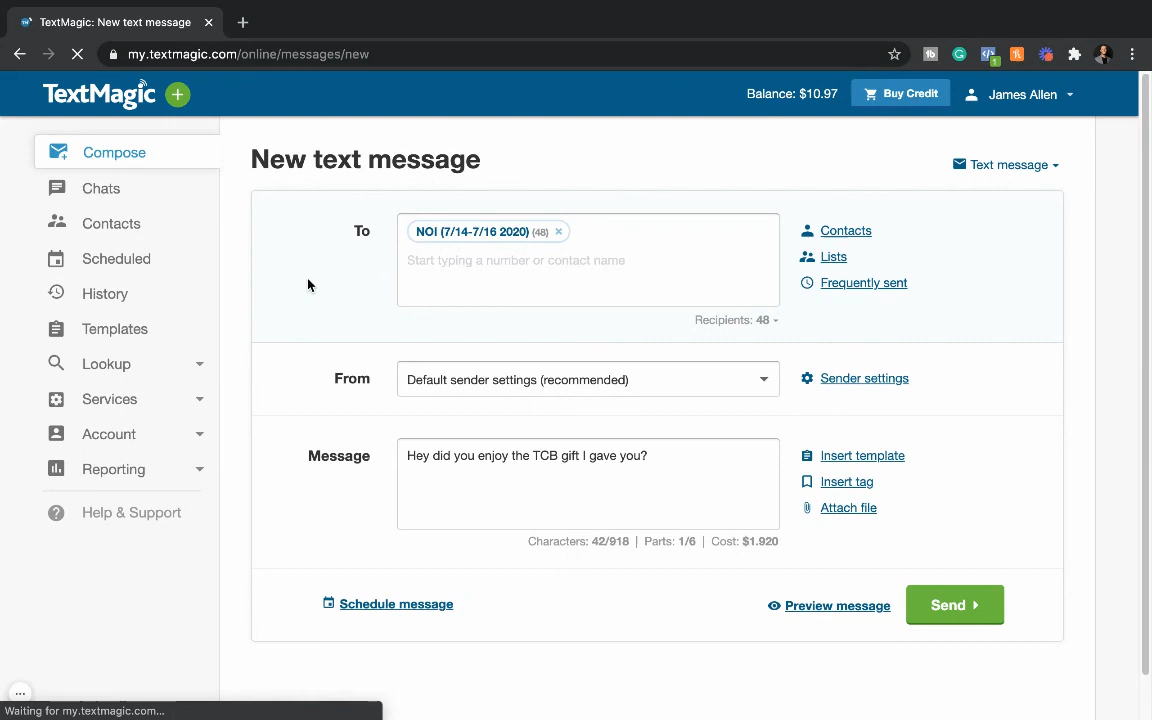 TextMagic: New text message
my.textmagic.com/online/messages/new
TextMagic
Balance: $10.97
Buy Credit
James Allen
Compose
Chats
Contacts
Scheduled
History
Templates
Lookup
Services
Account
Reporting
Help & Support
New text message
Text message
To
NOI (7/14-7/16 2020) (48)
Start typing a number or contact name
Contacts
Lists
Frequently sent
Recipients: 48
From
Default sender settings (recommended)
Sender settings
Message
Hey did you enjoy the TCB gift I gave you?
Insert template
Insert tag
Attach file
Characters: 42/918 | Parts: 1/6 | Cost: $1.920
Schedule message
Preview message
Send
Waiting for my.textmagic.com...